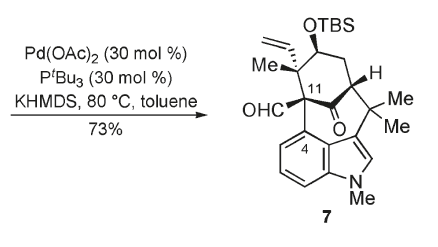 Pd(OAc)₂ (30 mol %)
PᵗBu₃ (30 mol %)
KHMDS, 80 °C, toluene
73%
OTBS
Me
11
H
OHC
O
Me
Me
4
N
Me
7